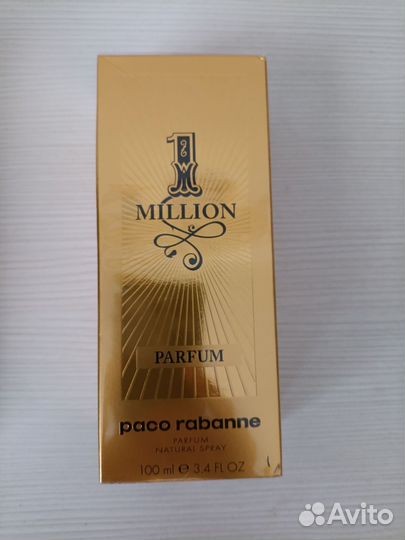 1
MILLION
PARFUM
paco rabanne
PARFUM
NATURAL SPRAY
100 ml ℮ 3.4 FL OZ
Avito